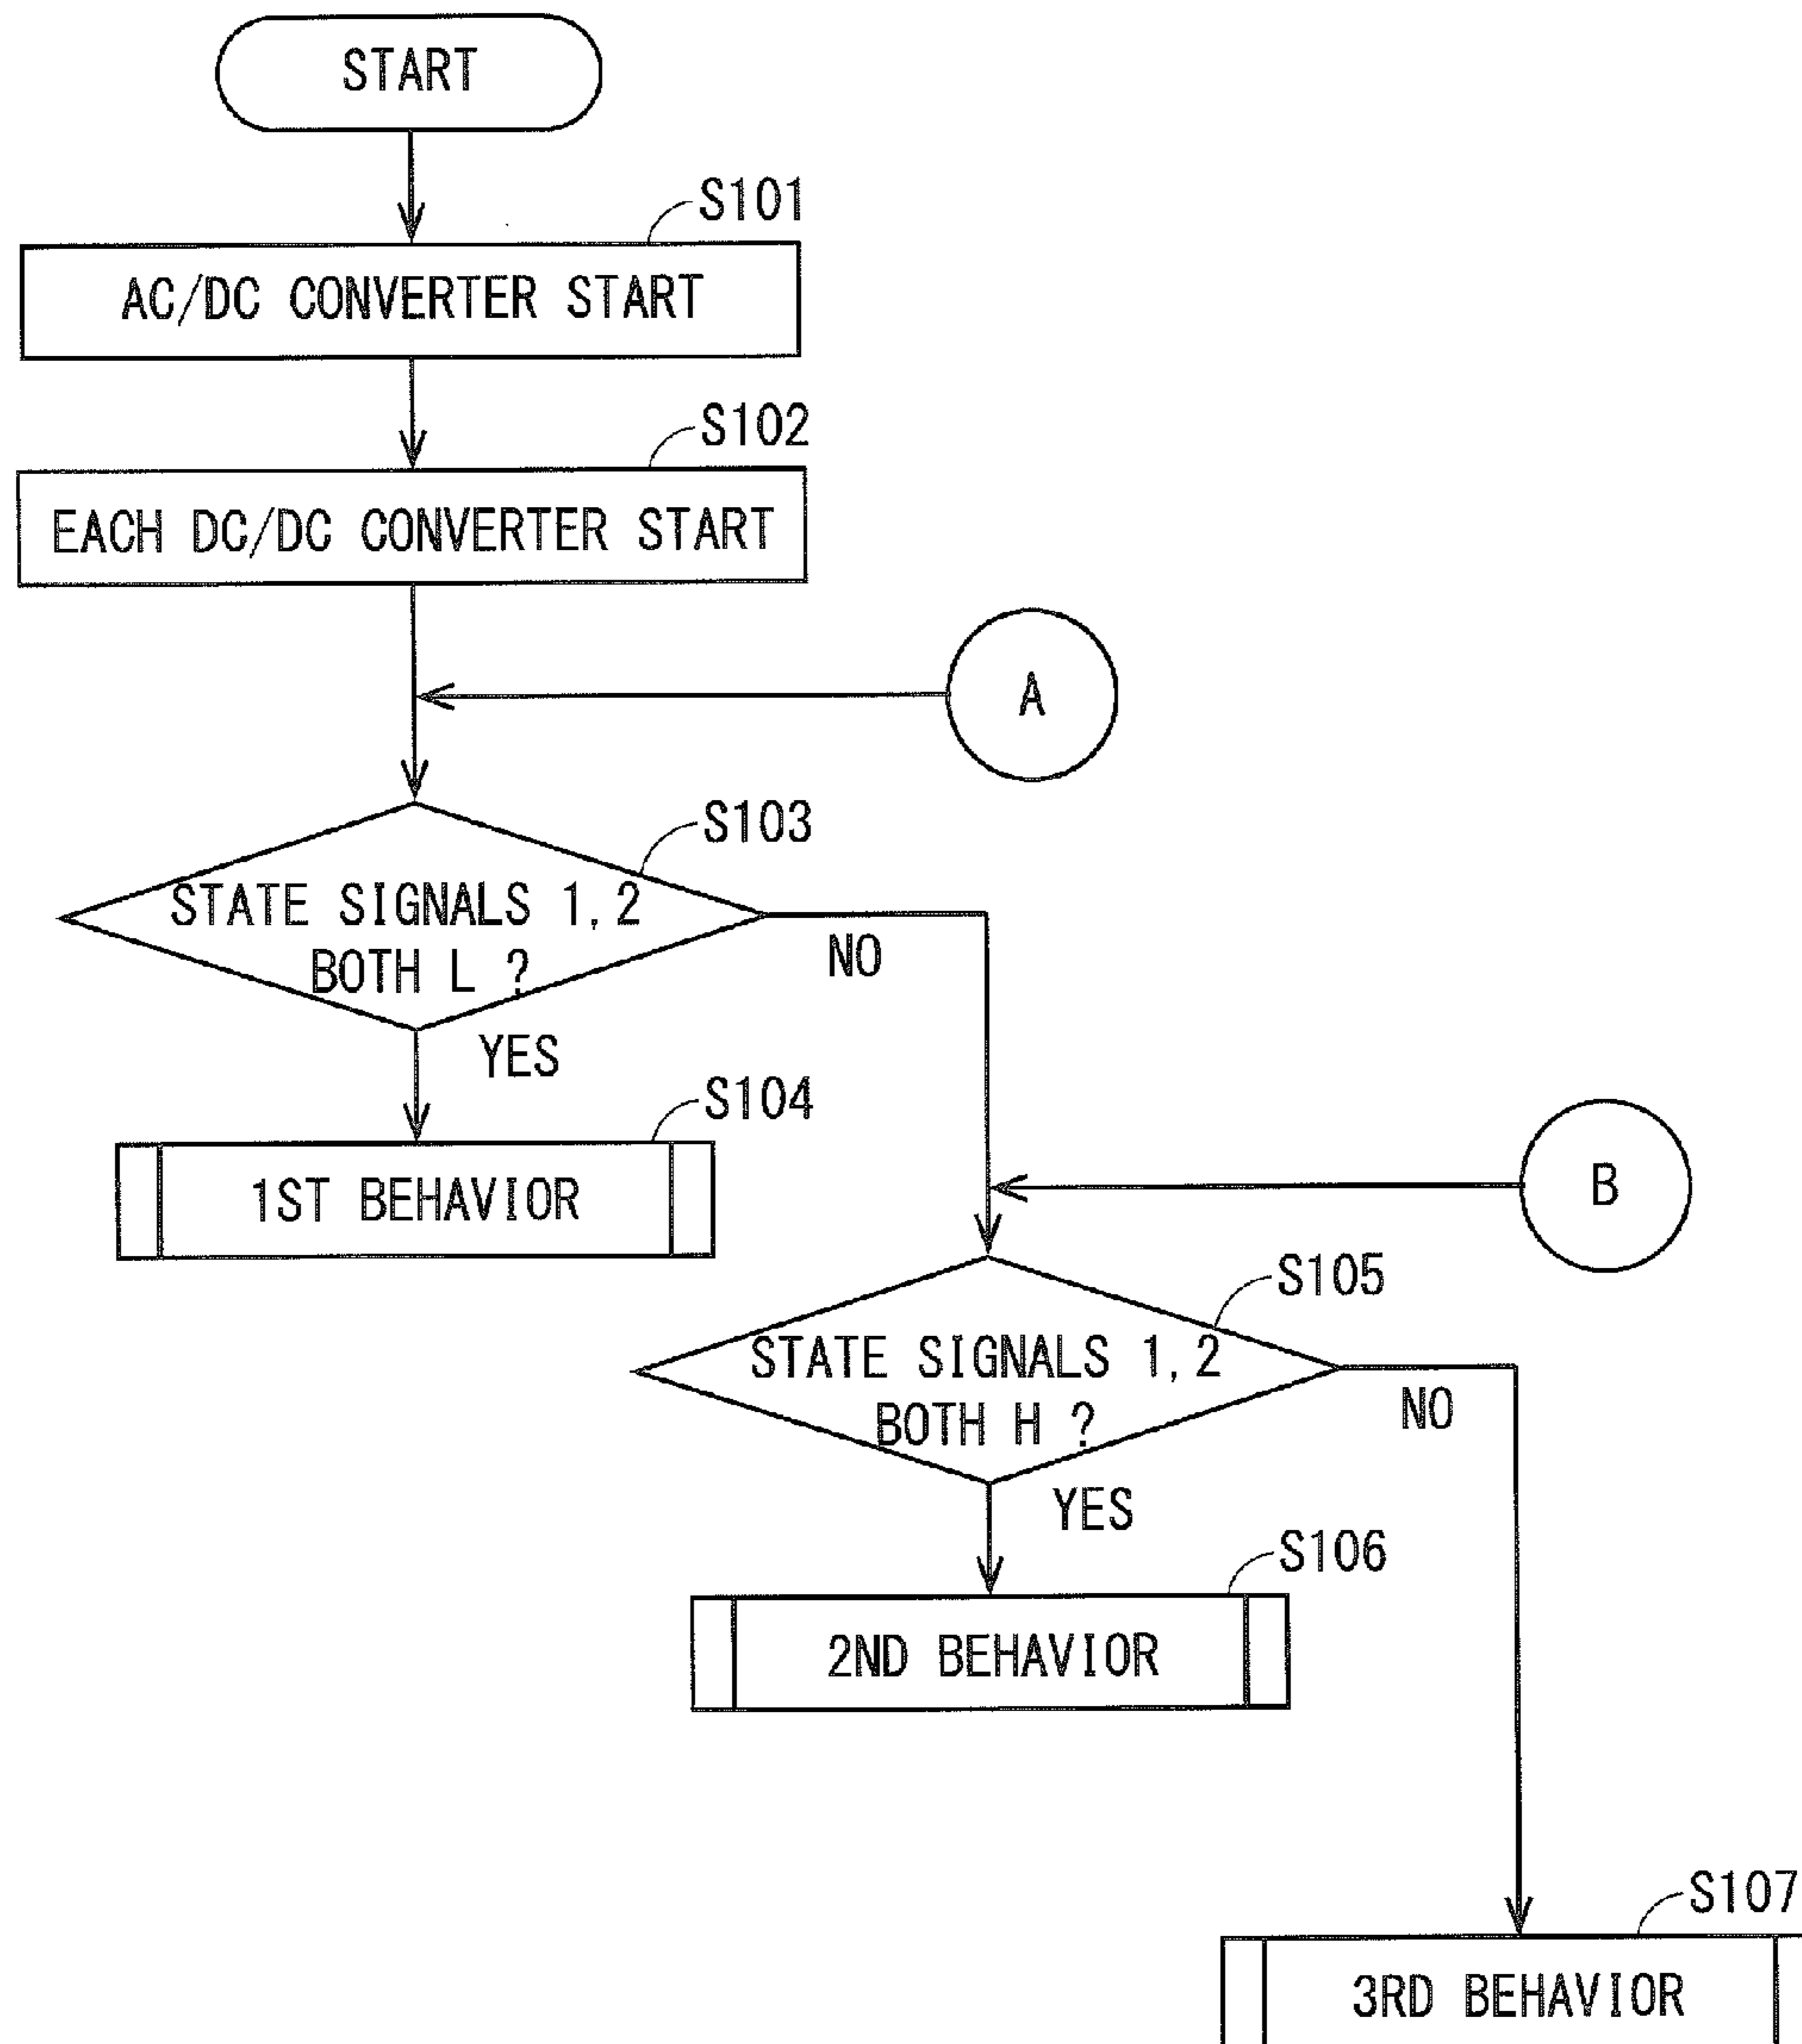 START
S101
AC/DC CONVERTER START
S102
EACH DC/DC CONVERTER START
A
S103
STATE SIGNALS 1,2
BOTH L ?
NO
YES
S104
1ST BEHAVIOR
B
S105
STATE SIGNALS 1,2
BOTH H ?
NO
YES
S106
2ND BEHAVIOR
S107
3RD BEHAVIOR